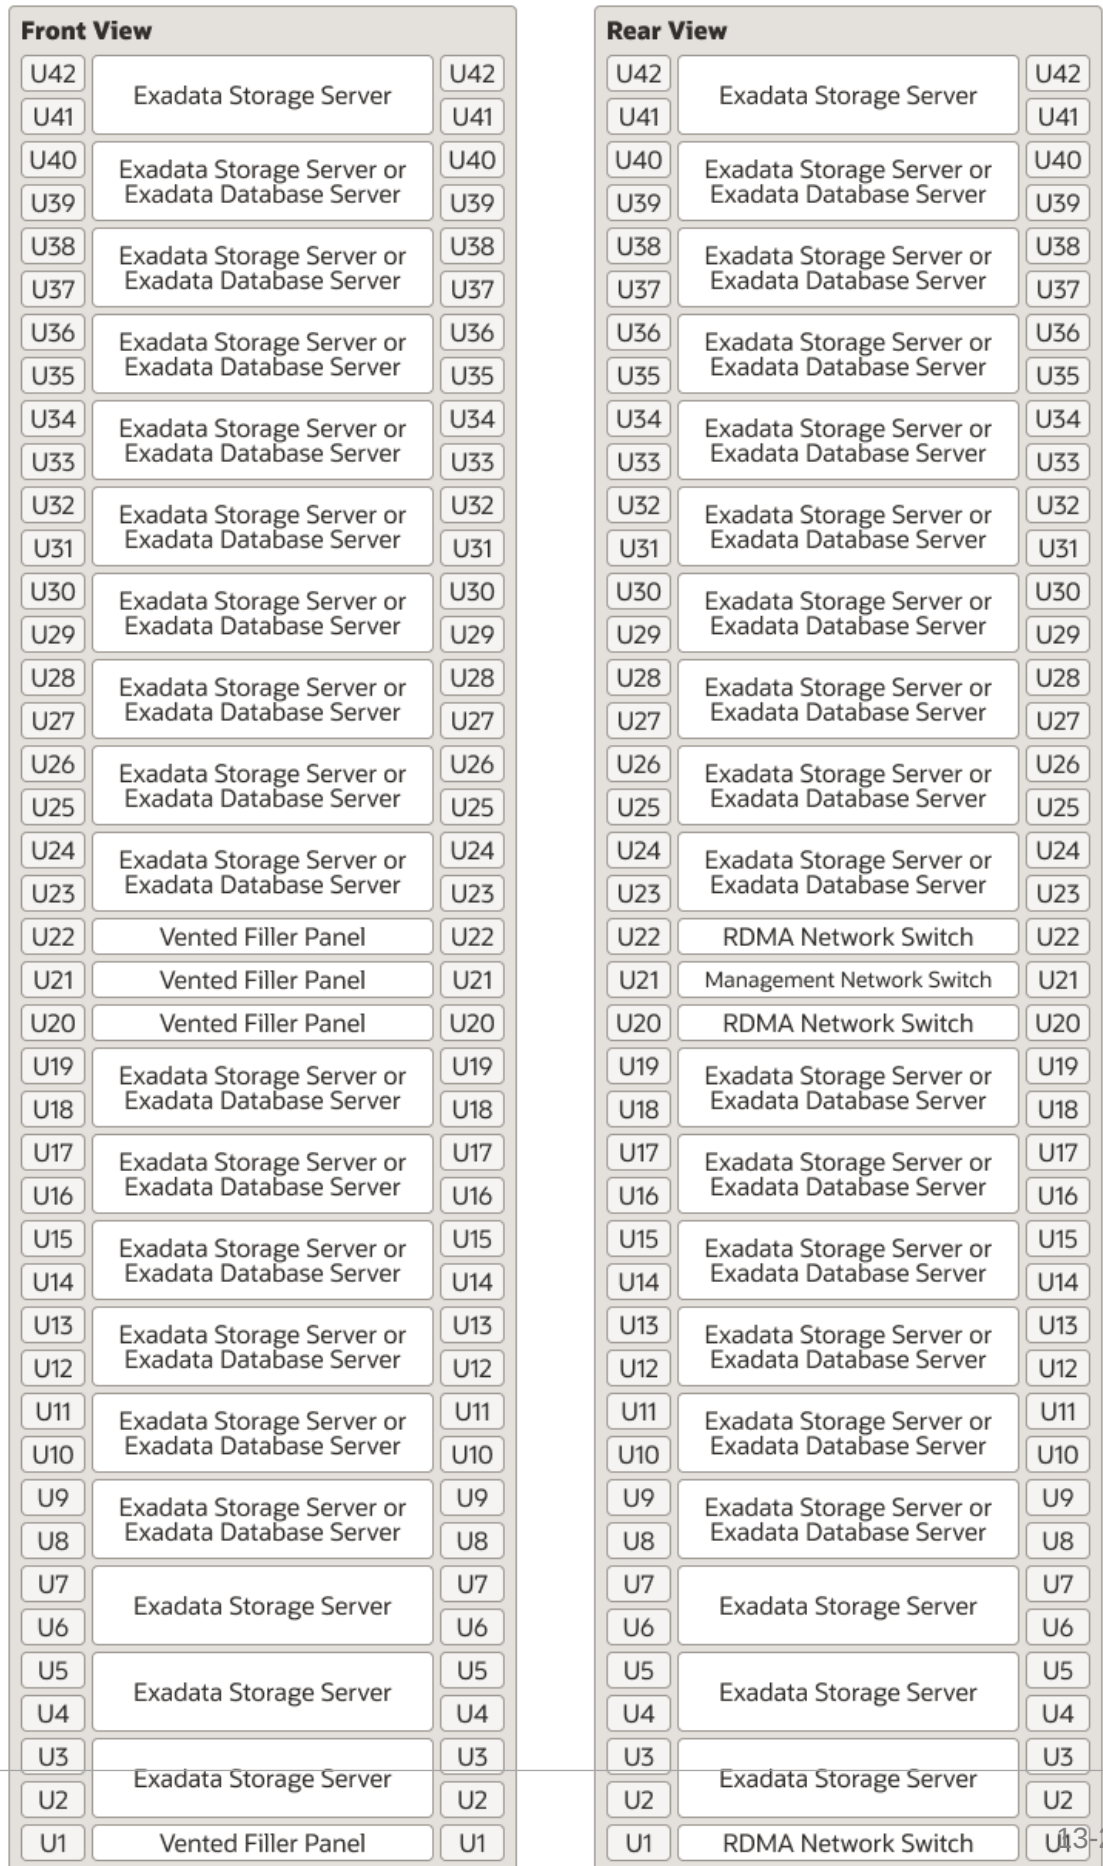 Front View
U42 Exadata Storage Server U42
U41 U41
U40 Exadata Storage Server or U40
U39 Exadata Database Server U39
U38 Exadata Storage Server or U38
U37 Exadata Database Server U37
U36 Exadata Storage Server or U36
U35 Exadata Database Server U35
U34 Exadata Storage Server or U34
U33 Exadata Database Server U33
U32 Exadata Storage Server or U32
U31 Exadata Database Server U31
U30 Exadata Storage Server or U30
U29 Exadata Database Server U29
U28 Exadata Storage Server or U28
U27 Exadata Database Server U27
U26 Exadata Storage Server or U26
U25 Exadata Database Server U25
U24 Exadata Storage Server or U24
U23 Exadata Database Server U23
U22 Vented Filler Panel U22
U21 Vented Filler Panel U21
U20 Vented Filler Panel U20
U19 Exadata Storage Server or U19
U18 Exadata Database Server U18
U17 Exadata Storage Server or U17
U16 Exadata Database Server U16
U15 Exadata Storage Server or U15
U14 Exadata Database Server U14
U13 Exadata Storage Server or U13
U12 Exadata Database Server U12
U11 Exadata Storage Server or U11
U10 Exadata Database Server U10
U9 Exadata Storage Server or U9
U8 Exadata Database Server U8
U7 Exadata Storage Server U7
U6 U6
U5 Exadata Storage Server U5
U4 U4
U3 Exadata Storage Server U3
U2 U2
U1 Vented Filler Panel U1
Rear View
U42 Exadata Storage Server U42
U41 U41
U40 Exadata Storage Server or U40
U39 Exadata Database Server U39
U38 Exadata Storage Server or U38
U37 Exadata Database Server U37
U36 Exadata Storage Server or U36
U35 Exadata Database Server U35
U34 Exadata Storage Server or U34
U33 Exadata Database Server U33
U32 Exadata Storage Server or U32
U31 Exadata Database Server U31
U30 Exadata Storage Server or U30
U29 Exadata Database Server U29
U28 Exadata Storage Server or U28
U27 Exadata Database Server U27
U26 Exadata Storage Server or U26
U25 Exadata Database Server U25
U24 Exadata Storage Server or U24
U23 Exadata Database Server U23
U22 RDMA Network Switch U22
U21 Management Network Switch U21
U20 RDMA Network Switch U20
U19 Exadata Storage Server or U19
U18 Exadata Database Server U18
U17 Exadata Storage Server or U17
U16 Exadata Database Server U16
U15 Exadata Storage Server or U15
U14 Exadata Database Server U14
U13 Exadata Storage Server or U13
U12 Exadata Database Server U12
U11 Exadata Storage Server or U11
U10 Exadata Database Server U10
U9 Exadata Storage Server or U9
U8 Exadata Database Server U8
U7 Exadata Storage Server U7
U6 U6
U5 Exadata Storage Server U5
U4 U4
U3 Exadata Storage Server U3
U2 U2
U1 RDMA Network Switch U1